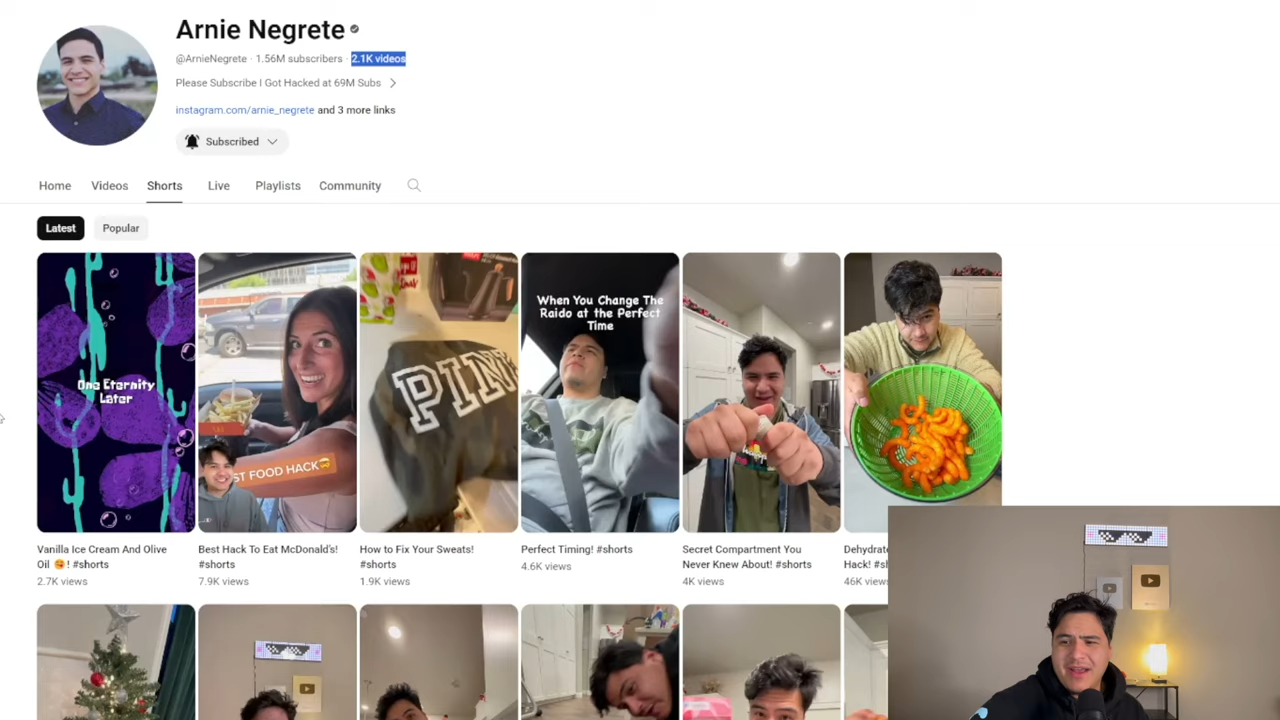 Arnie Negrete
@ArnieNegrete · 1.56M subscribers · 2.1K videos
Please Subscribe I Got Hacked at 69M Subs
instagram.com/arnie_negrete and 3 more links
Subscribed
Home Videos Shorts Live Playlists Community
Latest Popular
One Eternity
Later
ST FOOD HACK🤯
PINK
When You Change The
Raido at the Perfect
Time
Vanilla Ice Cream And Olive
Oil 😋! #shorts
2.7K views
Best Hack To Eat McDonald's!
#shorts
7.9K views
How to Fix Your Sweats!
#shorts
1.9K views
Perfect Timing! #shorts
4.6K views
Secret Compartment You
Never Knew About! #shorts
4K views
Dehydrate
Hack! #sh
46K views